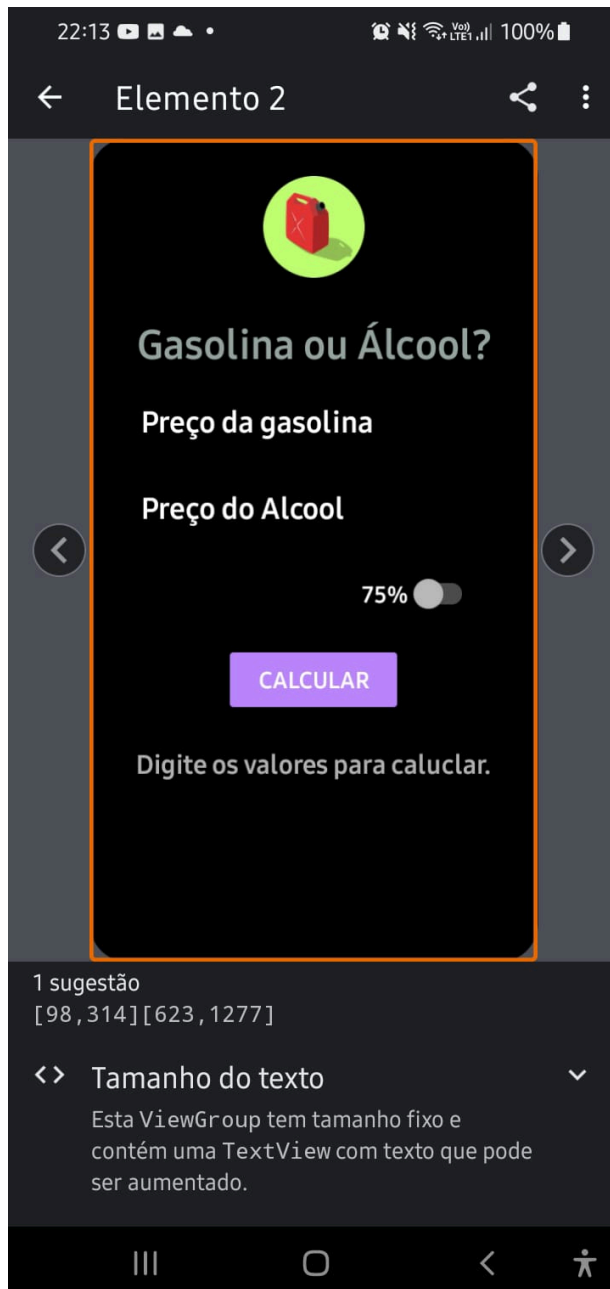 22:13
Vo))
LTE1 100%
Elemento 2
Gasolina ou Álcool?
Preço da gasolina
Preço do Alcool
75%
CALCULAR
Digite os valores para caluclar.
1 sugestão
[98,314][623,1277]
<> Tamanho do texto
Esta ViewGroup tem tamanho fixo e
contém uma TextView com texto que pode
ser aumentado.